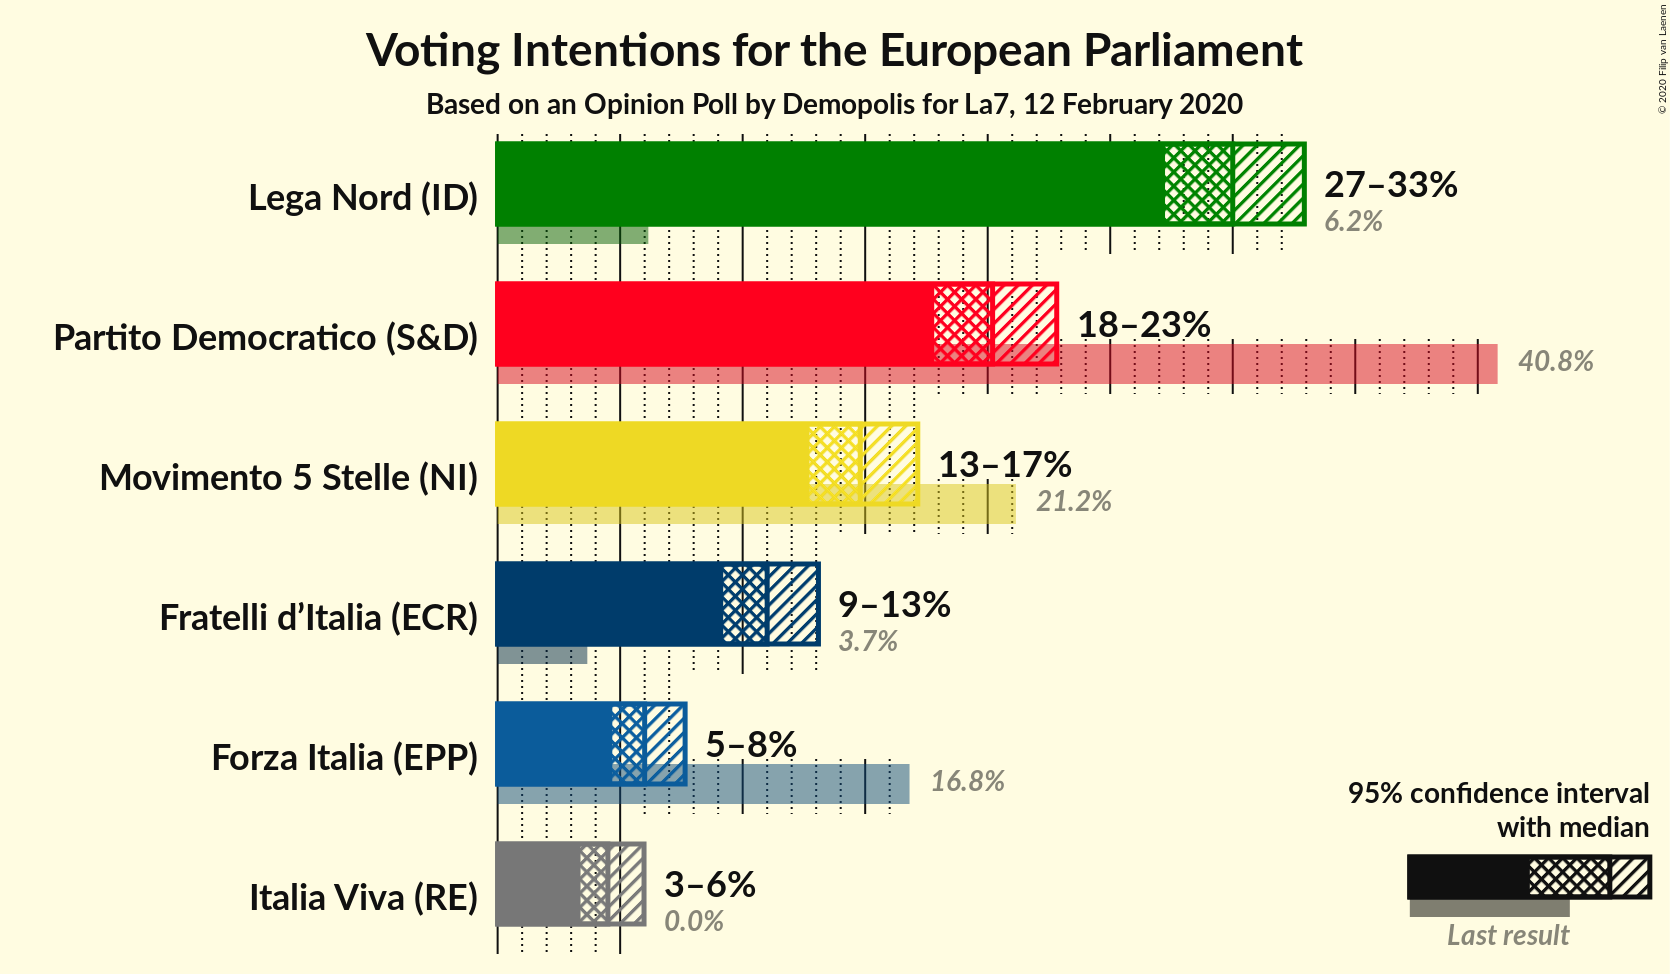 Voting Intentions for the European Parliament
Based on an Opinion Poll by Demopolis for La7, 12 February 2020
© 2020 Filip van Laenen
Lega Nord (ID)
27–33%
6.2%
Partito Democratico (S&D)
18–23%
40.8%
Movimento 5 Stelle (NI)
13–17%
21.2%
Fratelli d’Italia (ECR)
9–13%
3.7%
Forza Italia (EPP)
5–8%
16.8%
Italia Viva (RE)
3–6%
0.0%
95% confidence interval
with median
Last result